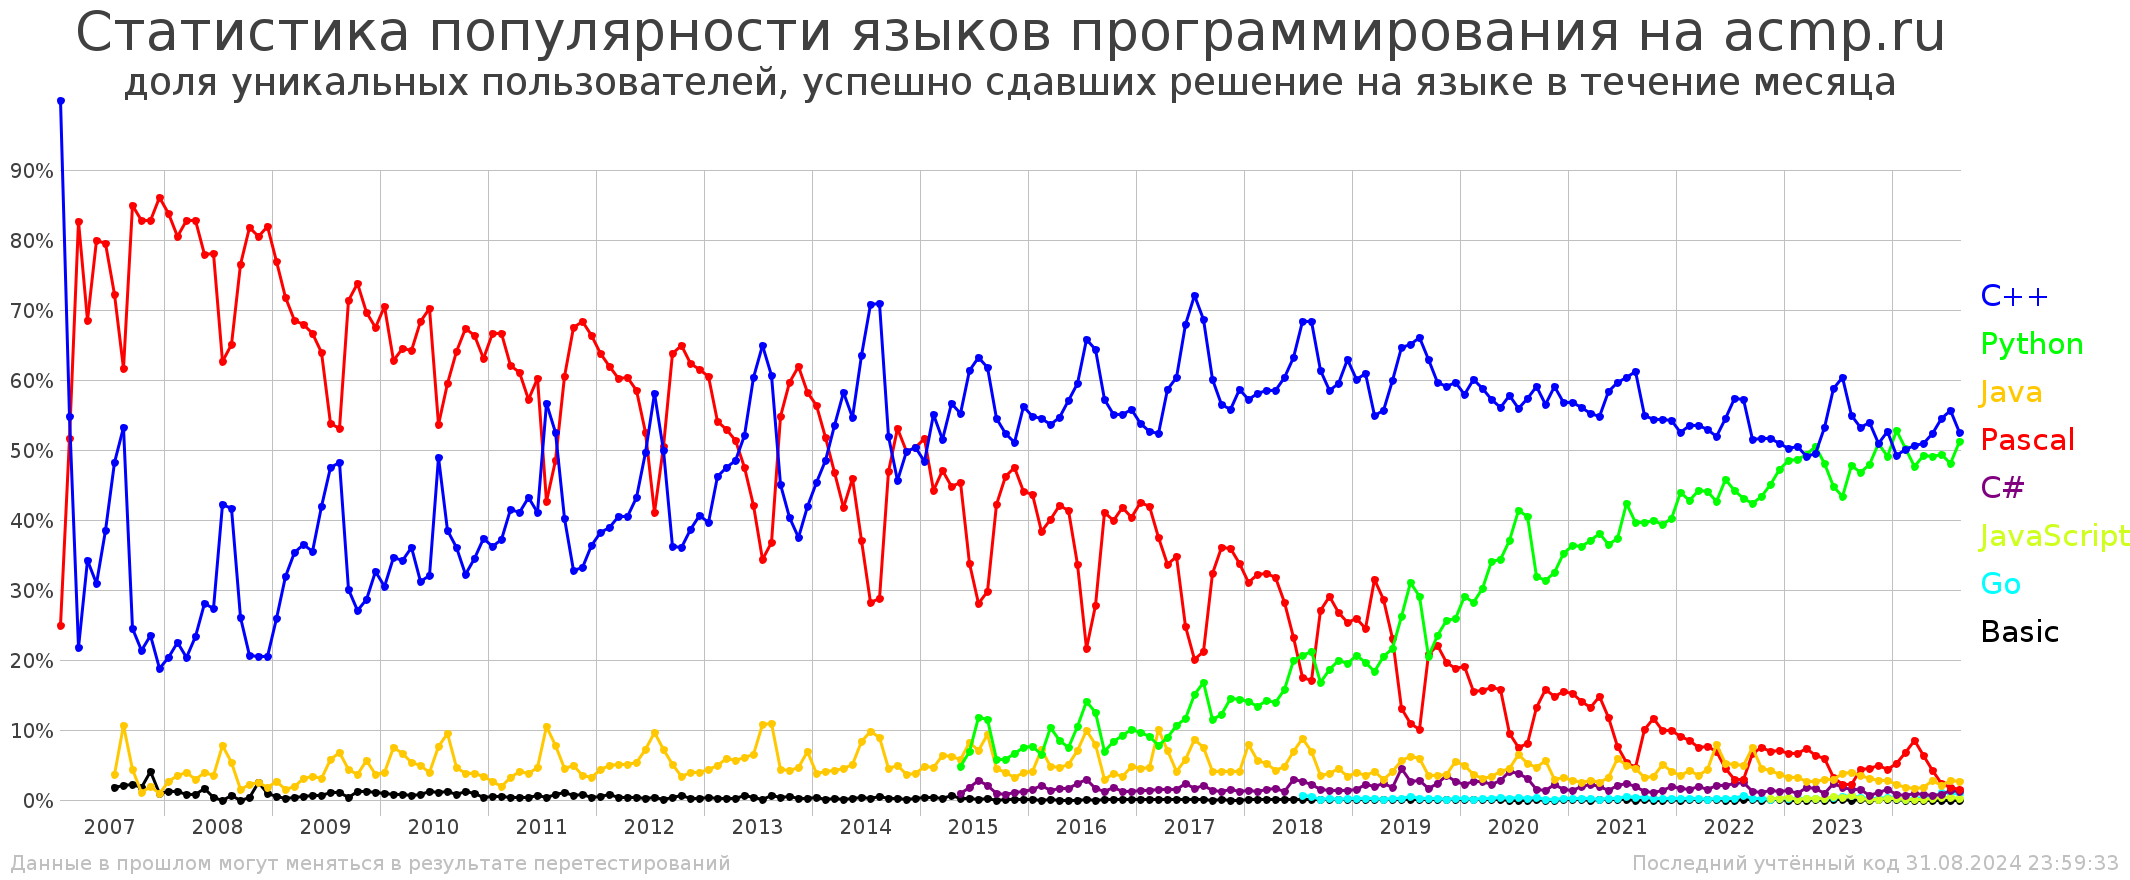 Статистика популярности языков программирования на acmp.ru
доля уникальных пользователей, успешно сдавших решение на языке в течение месяца
90%
80%
70%
60%
50%
40%
30%
20%
10%
0%
C++
Python
Java
Pascal
C#
JavaScript
Go
Basic
2007 2008 2009 2010 2011 2012 2013 2014 2015 2016 2017 2018 2019 2020 2021 2022 2023
Данные в прошлом могут меняться в результате перетестирований
Последний учтённый код 31.08.2024 23:59:33